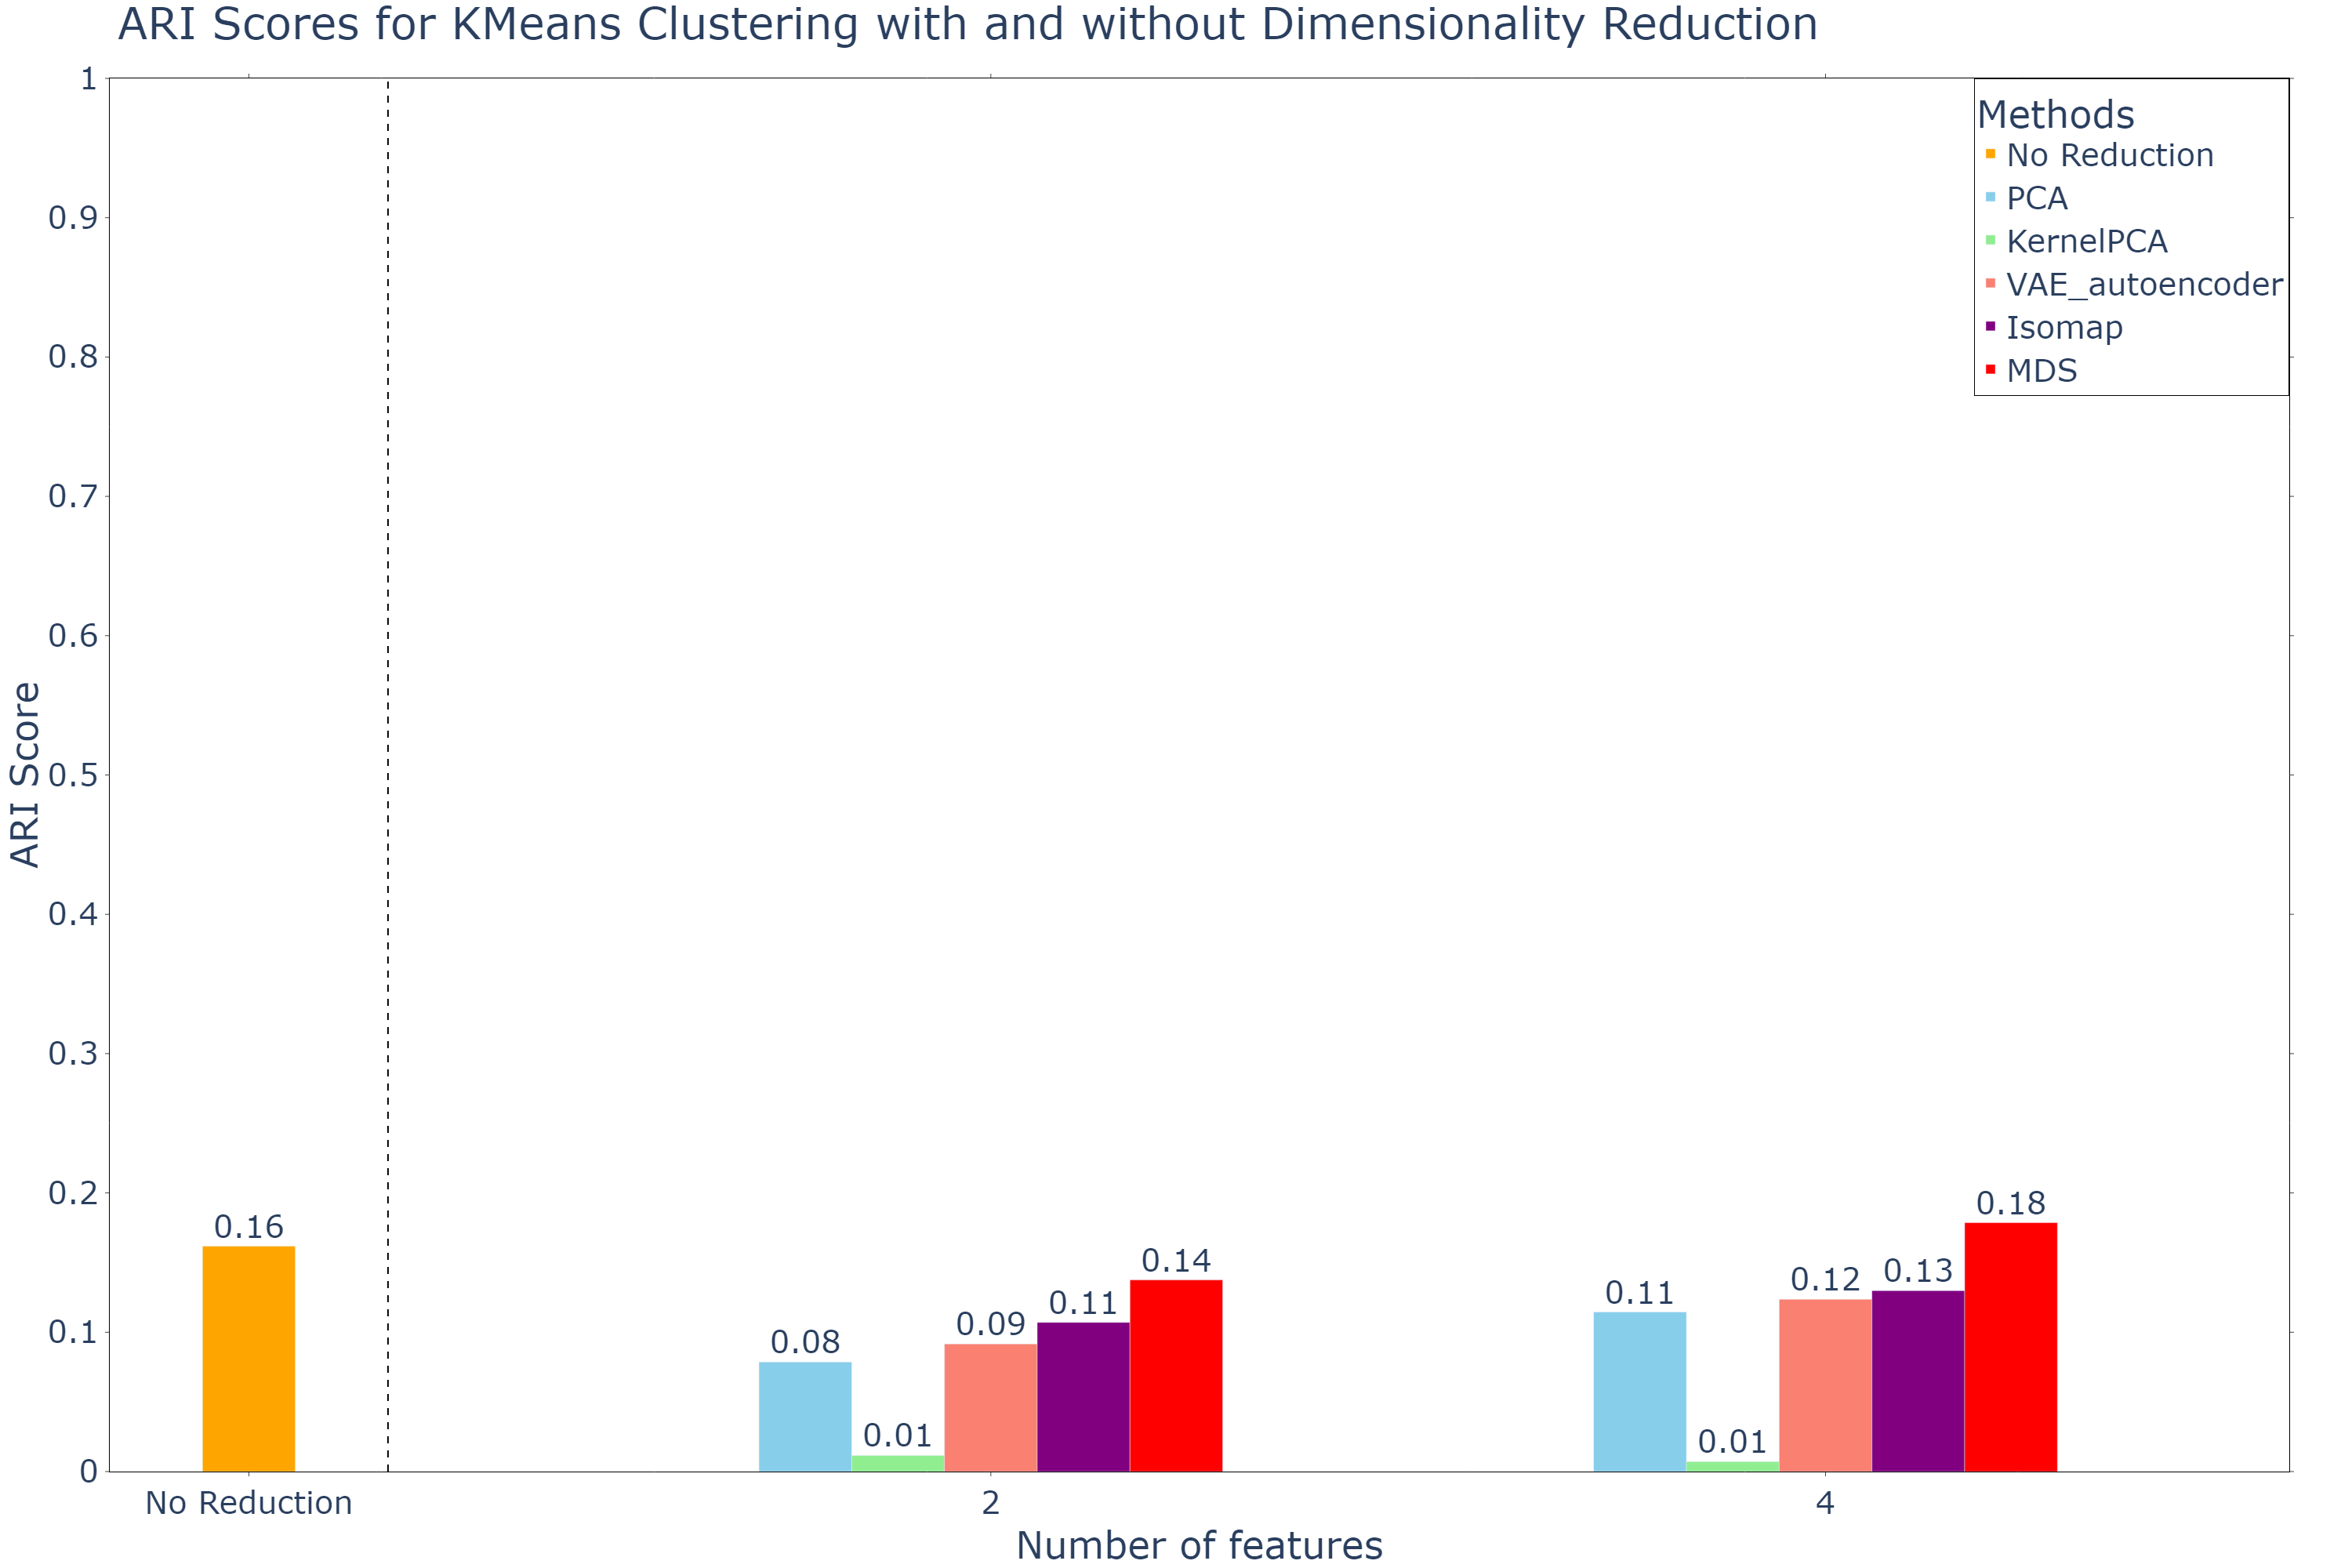 ARI Scores for KMeans Clustering with and without Dimensionality Reduction
Methods
No Reduction
PCA
KernelPCA
VAE_autoencoder
Isomap
MDS
ARI Score
1
0.9
0.8
0.7
0.6
0.5
0.4
0.3
0.2
0.1
0
0.16
0.08
0.01
0.09
0.11
0.14
0.11
0.01
0.12
0.13
0.18
No Reduction
2
4
Number of features